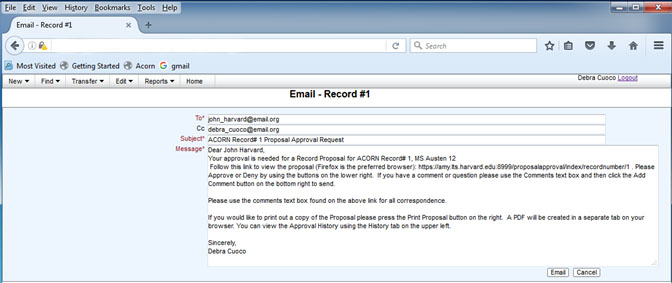 File Edit View History Bookmarks Tools Help
Email - Record #1
Search
Most Visited Getting Started Acorn gmail
New Find Transfer Edit Reports Home
Debra Cuoco Logout
Email - Record #1
To* john_harvard@email.org
Cc debra_cuoco@email.org
Subject* ACORN Record# 1 Proposal Approval Request
Message* Dear John Harvard,
Your approval is needed for a Record Proposal for ACORN Record# 1, MS Austen 12
Follow this link to view the proposal (Firefox is the preferred browser): https://amy.lts.harvard.edu:8999/proposalapproval/index/recordnumber/1 . Please
Approve or Deny by using the buttons on the lower right. If you have a comment or question please use the Comments text box and then click the Add
Comment button on the bottom right to send.
Please use the comments text box found on the above link for all correspondence.
If you would like to print out a copy of the Proposal please press the Print Proposal button on the right. A PDF will be created in a separate tab on your
browser. You can view the Approval History using the History tab on the upper left.
Sincerely,
Debra Cuoco
Email Cancel